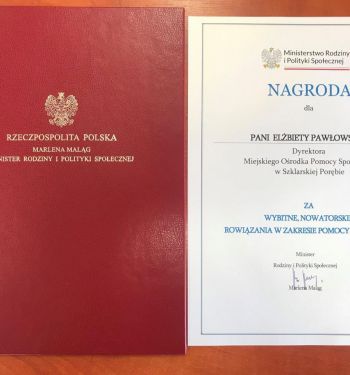 RZECZPOSPOLITA POLSKA
MARLENA MALĄG
MINISTER RODZINY I POLITYKI SPOŁECZNEJ
Ministerstwo Rodziny
i Polityki Społecznej
NAGRODA
dla
PANI ELŻBIETY PAWŁOWS
Dyrektora
Miejskiego Ośrodka Pomocy Spo
w Szklarskiej Porębie
ZA
WYBITNE, NOWATORSKI
ROWIĄZANIA W ZAKRESIE POMOCY
Minister
Rodziny i Polityki Społecznej
Marlena Maląg